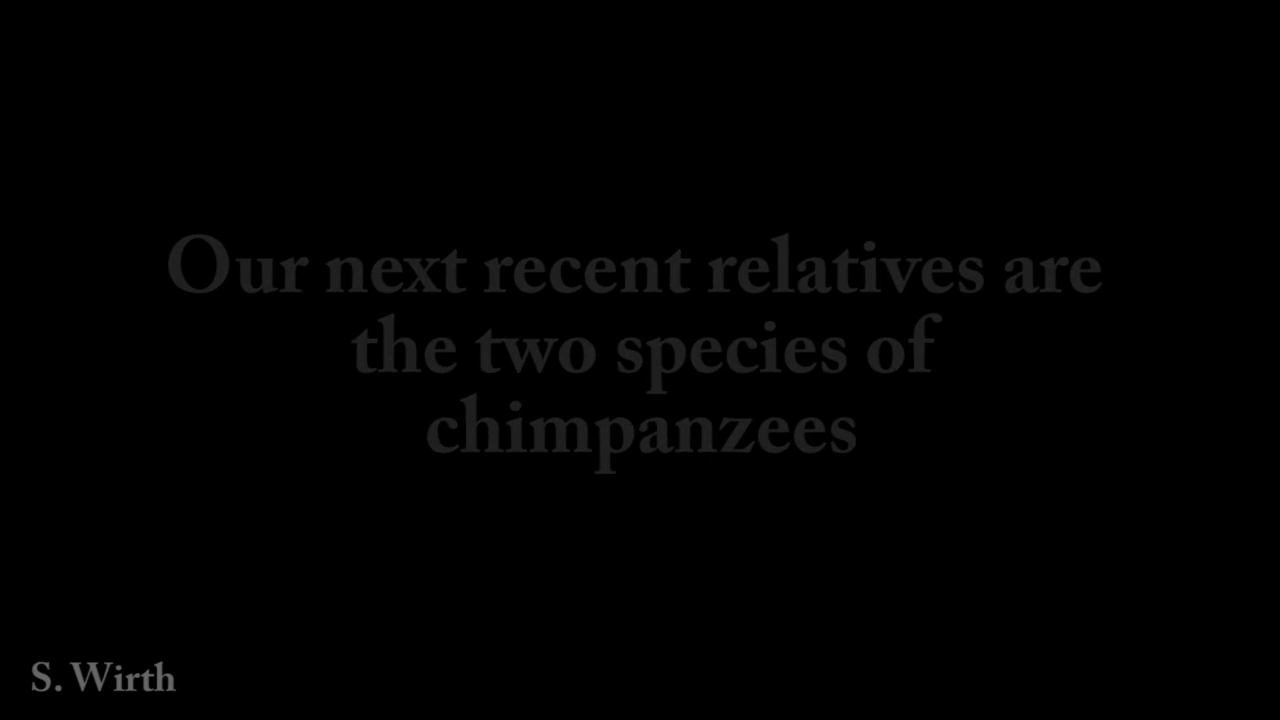 Our next recent relatives are
the two species of
chimpanzees
S. Wirth